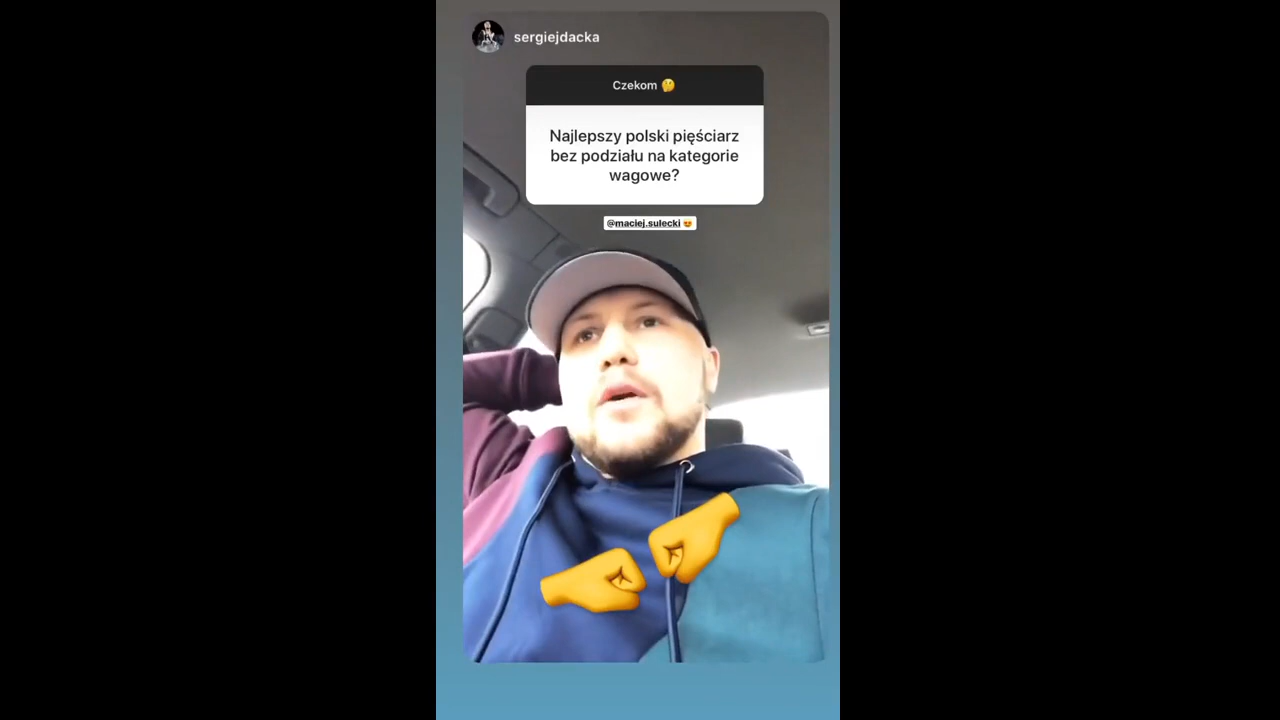 sergiejdacka
Czekom 🤔
Najlepszy polski pięściarz
bez podziału na kategorie
wagowe?
@maciej.sulecki 😍